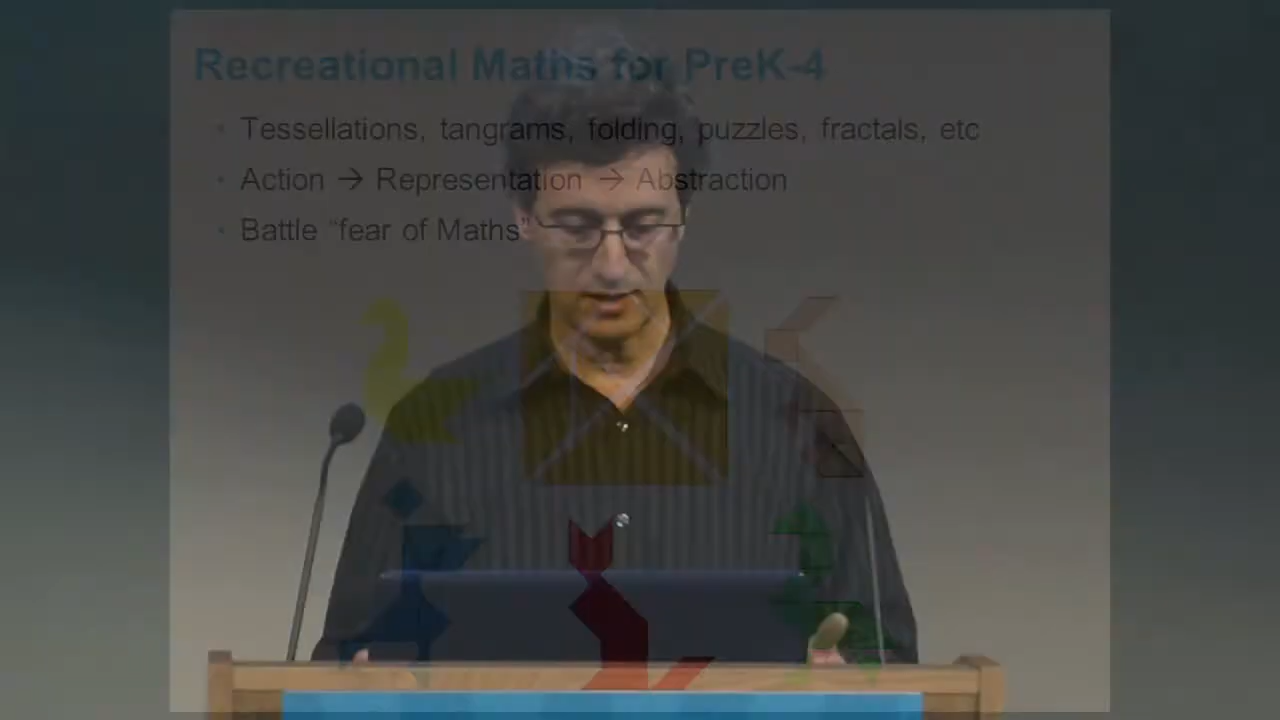 Recreational Maths for PreK-4
• Tessellations, tangrams, folding, puzzles, fractals, etc
• Action → Representation → Abstraction
• Battle “fear of Maths”